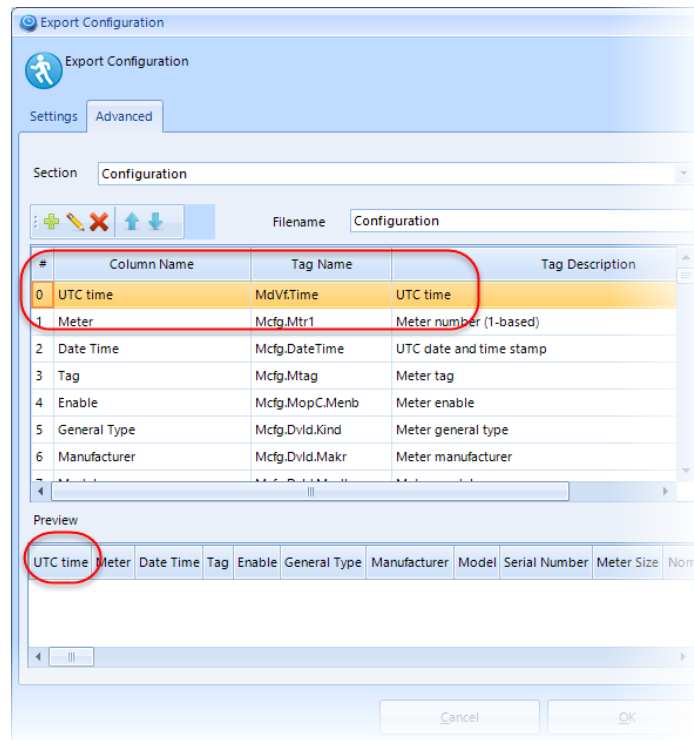 Export Configuration
Export Configuration
Settings Advanced
Section Configuration
Filename Configuration
# Column Name Tag Name Tag Description
0 UTC time MdVf.Time UTC time
1 Meter Mcfg.Mtr1 Meter number (1-based)
2 Date Time Mcfg.DateTime UTC date and time stamp
3 Tag Mcfg.Mtag Meter tag
4 Enable Mcfg.MopC.Menb Meter enable
5 General Type Mcfg.DvId.Kind Meter general type
6 Manufacturer Mcfg.DvId.Makr Meter manufacturer
Preview
UTC time Meter Date Time Tag Enable General Type Manufacturer Model Serial Number Meter Size Nom
Cancel OK